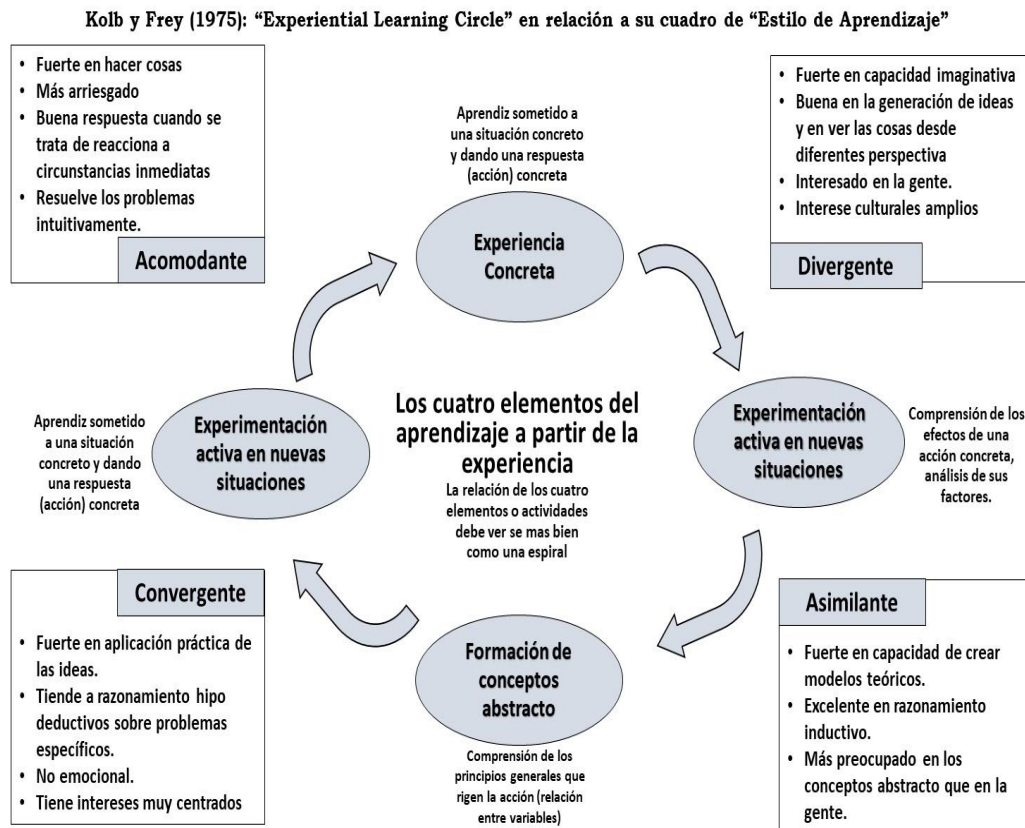 Kolb y Frey (1975): “Experiential Learning Circle” en relación a su cuadro de “Estilo de Aprendizaje”
• Fuerte en hacer cosas
• Más arriesgado
• Buena respuesta cuando se
trata de reacciona a
circunstancias inmediatas
• Resuelve los problemas
intuitivamente.
Acomodante
Aprendiz sometido a
una situación concreto
y dando una respuesta
(acción) concreta
Experiencia
Concreta
• Fuerte en capacidad imaginativa
• Buena en la generación de ideas
y en ver las cosas desde
diferentes perspectiva
• Interesado en la gente.
• Interese culturales amplios
Divergente
Aprendiz sometido
a una situación
concreto y dando
una respuesta
(acción) concreta
Experimentación
activa en nuevas
situaciones
Los cuatro elementos del
aprendizaje a partir de la
experiencia
La relación de los cuatro
elementos o actividades
debe ver se mas bien
como una espiral
Experimentación
activa en nuevas
situaciones
Comprensión de los
efectos de una
acción concreta,
análisis de sus
factores.
Convergente
• Fuerte en aplicación práctica de
las ideas.
• Tiende a razonamiento hipo
deductivos sobre problemas
específicos.
• No emocional.
• Tiene intereses muy centrados
Formación de
conceptos
abstracto
Comprensión de los
principios generales que
rigen la acción (relación
entre variables)
Asimilante
• Fuerte en capacidad de crear
modelos teóricos.
• Excelente en razonamiento
inductivo.
• Más preocupado en los
conceptos abstracto que en la
gente.